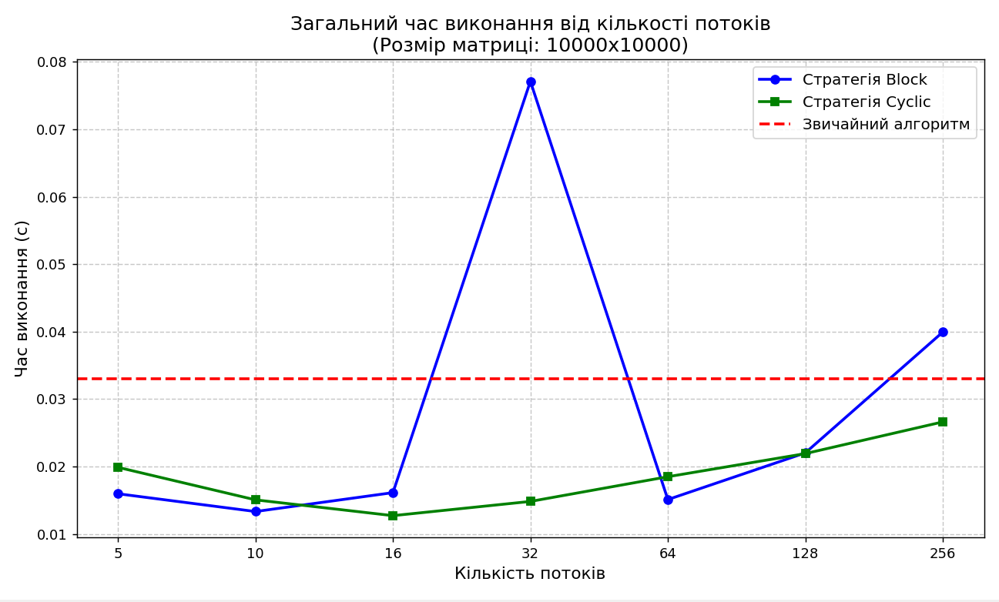 Загальний час виконання від кількості потоків
(Розмір матриці: 10000x10000)
Стратегія Block
Стратегія Cyclic
Звичайний алгоритм
Час виконання (с)
0.08
0.07
0.06
0.05
0.04
0.03
0.02
0.01
5 10 16 32 64 128 256
Кількість потоків